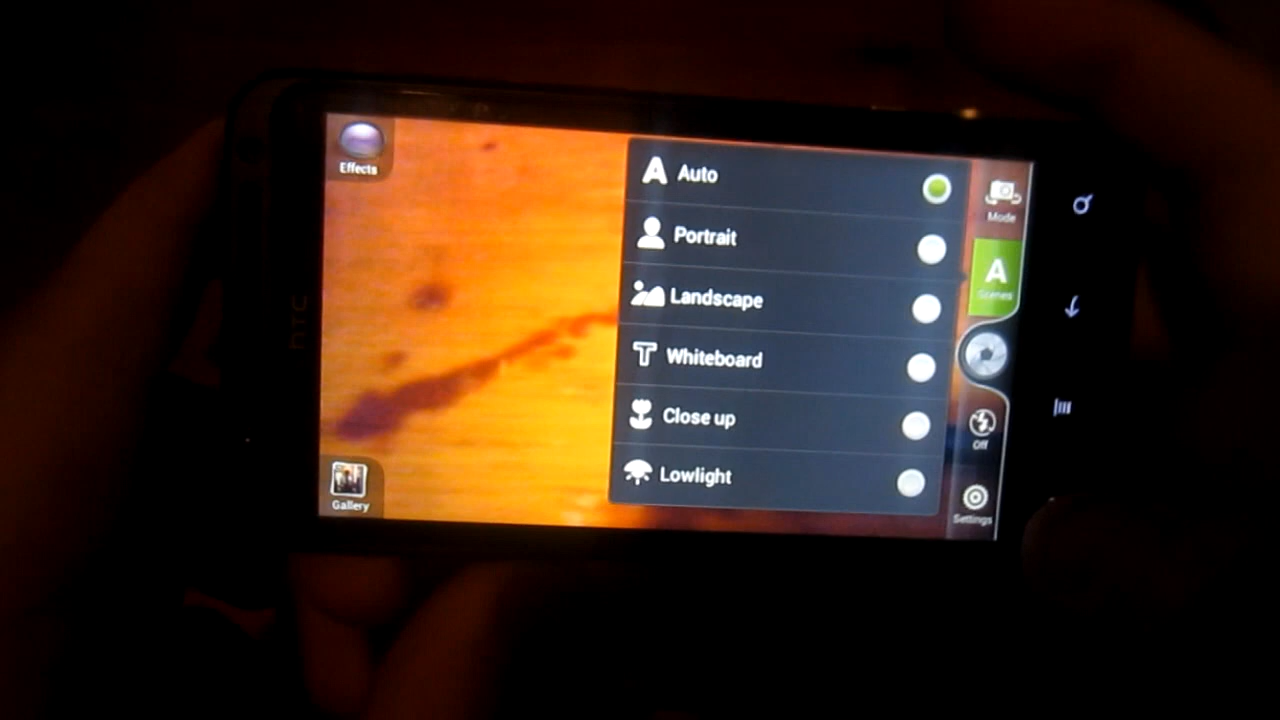 Effects
hTC
A Auto
Portrait
Landscape
T Whiteboard
Close up
Lowlight
Mode
A
Scenes
Off
Settings
Gallery